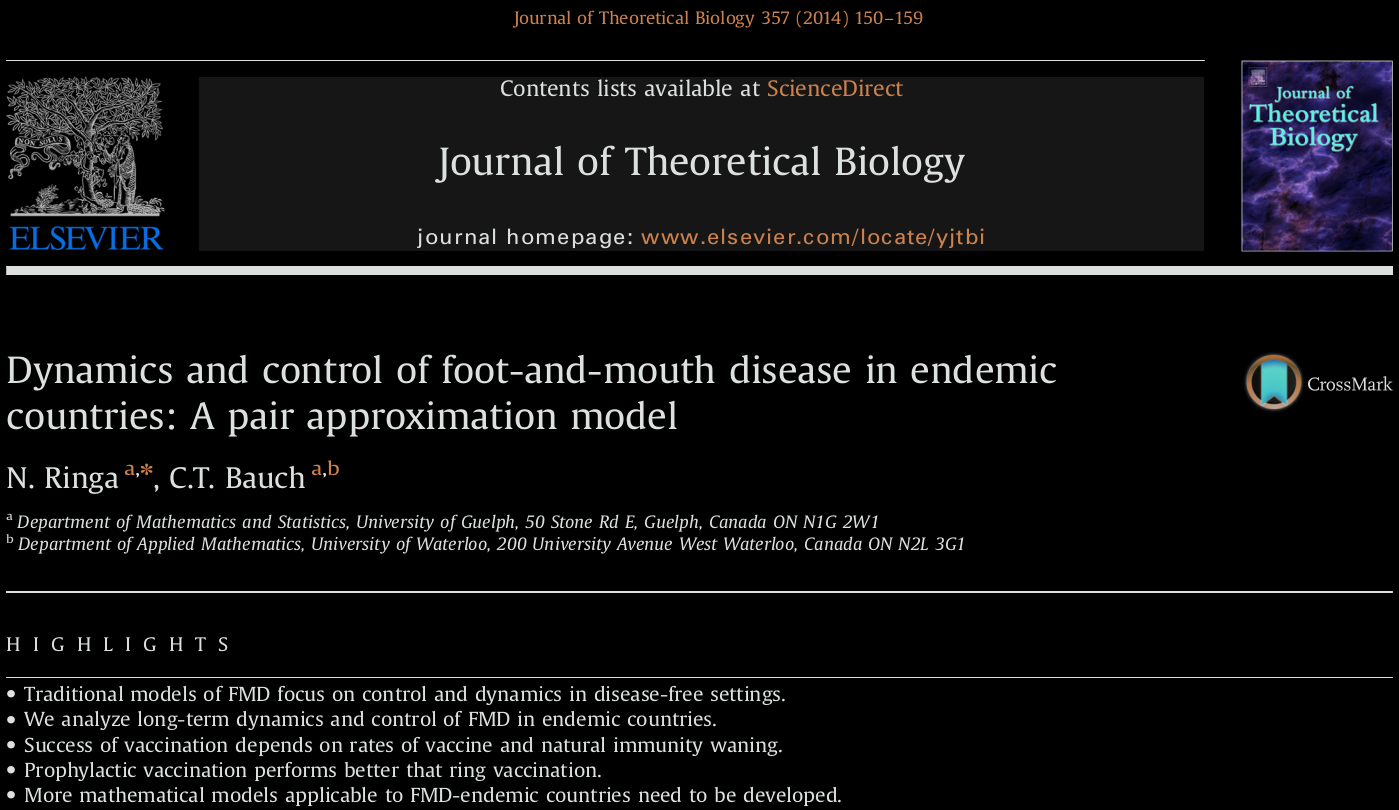 Journal of Theoretical Biology 357 (2014) 150–159
Contents lists available at ScienceDirect
Journal of Theoretical Biology
journal homepage: www.elsevier.com/locate/yjtbi
NON SOLUS
ELSEVIER
Journal of
Theoretical
Biology
Dynamics and control of foot-and-mouth disease in endemic
countries: A pair approximation model
CrossMark
N. Ringa a,*, C.T. Bauch a,b
a Department of Mathematics and Statistics, University of Guelph, 50 Stone Rd E, Guelph, Canada ON N1G 2W1
b Department of Applied Mathematics, University of Waterloo, 200 University Avenue West Waterloo, Canada ON N2L 3G1
HIGHLIGHTS
• Traditional models of FMD focus on control and dynamics in disease-free settings.
• We analyze long-term dynamics and control of FMD in endemic countries.
• Success of vaccination depends on rates of vaccine and natural immunity waning.
• Prophylactic vaccination performs better that ring vaccination.
• More mathematical models applicable to FMD-endemic countries need to be developed.